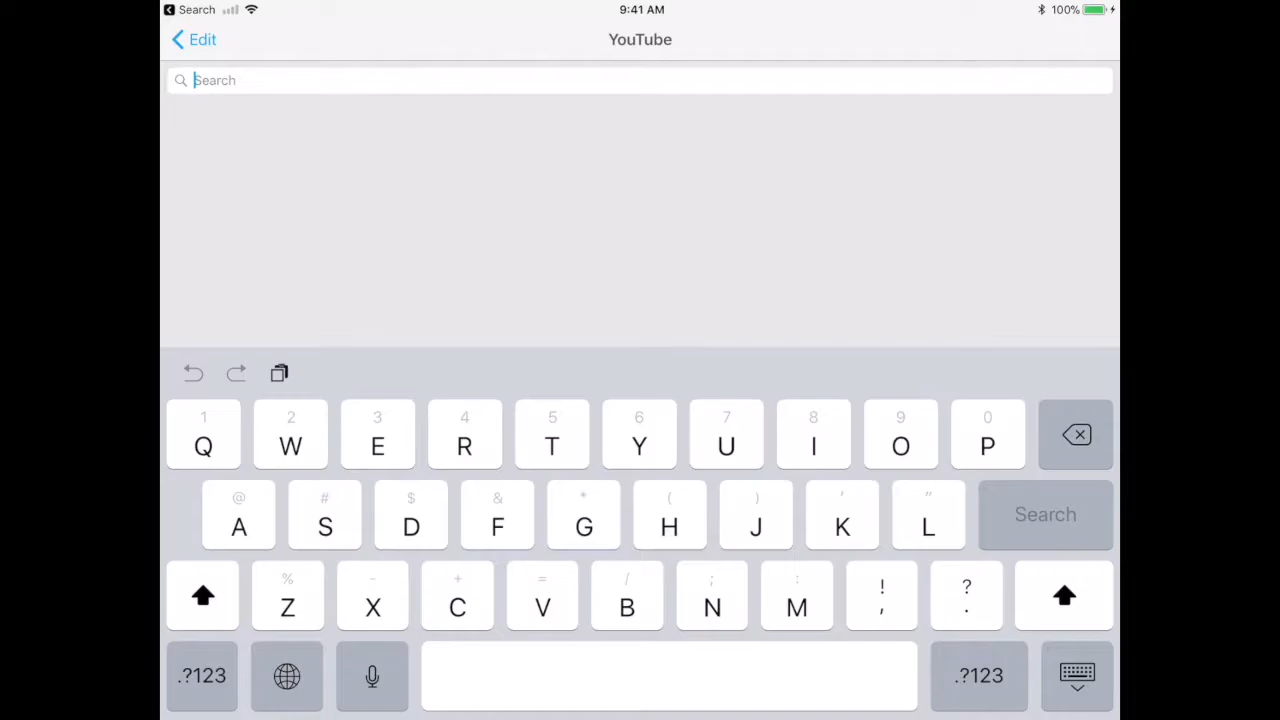 Search 9:41 AM 100%
Edit YouTube
Search
1 2 3 4 5 6 7 8 9 0
Q W E R T Y U I O P
@ # $ & * ( ) ' "
A S D F G H J K L Search
% - + = / ; : ! ?
Z X C V B N M , .
.?123 .?123